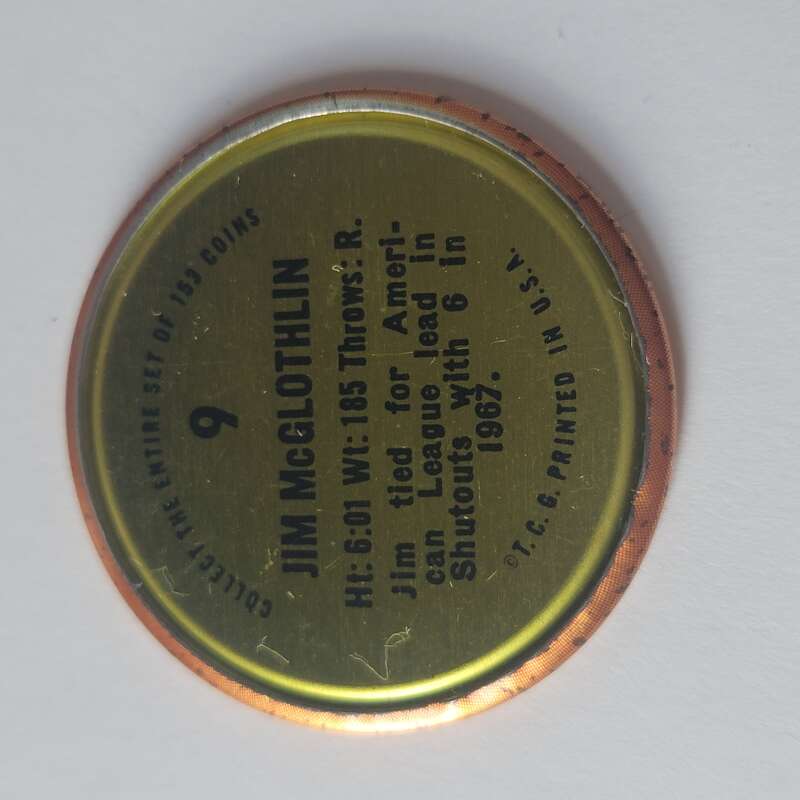 COLLECT THE ENTIRE SET OF 153 COINS
9
JIM McGLOTHLIN
Ht: 6:01 Wt: 185 Throws: R.
Jim tied for Ameri-
can League lead in
Shutouts with 6 in
1967.
©T. C. G. PRINTED IN U.S.A.